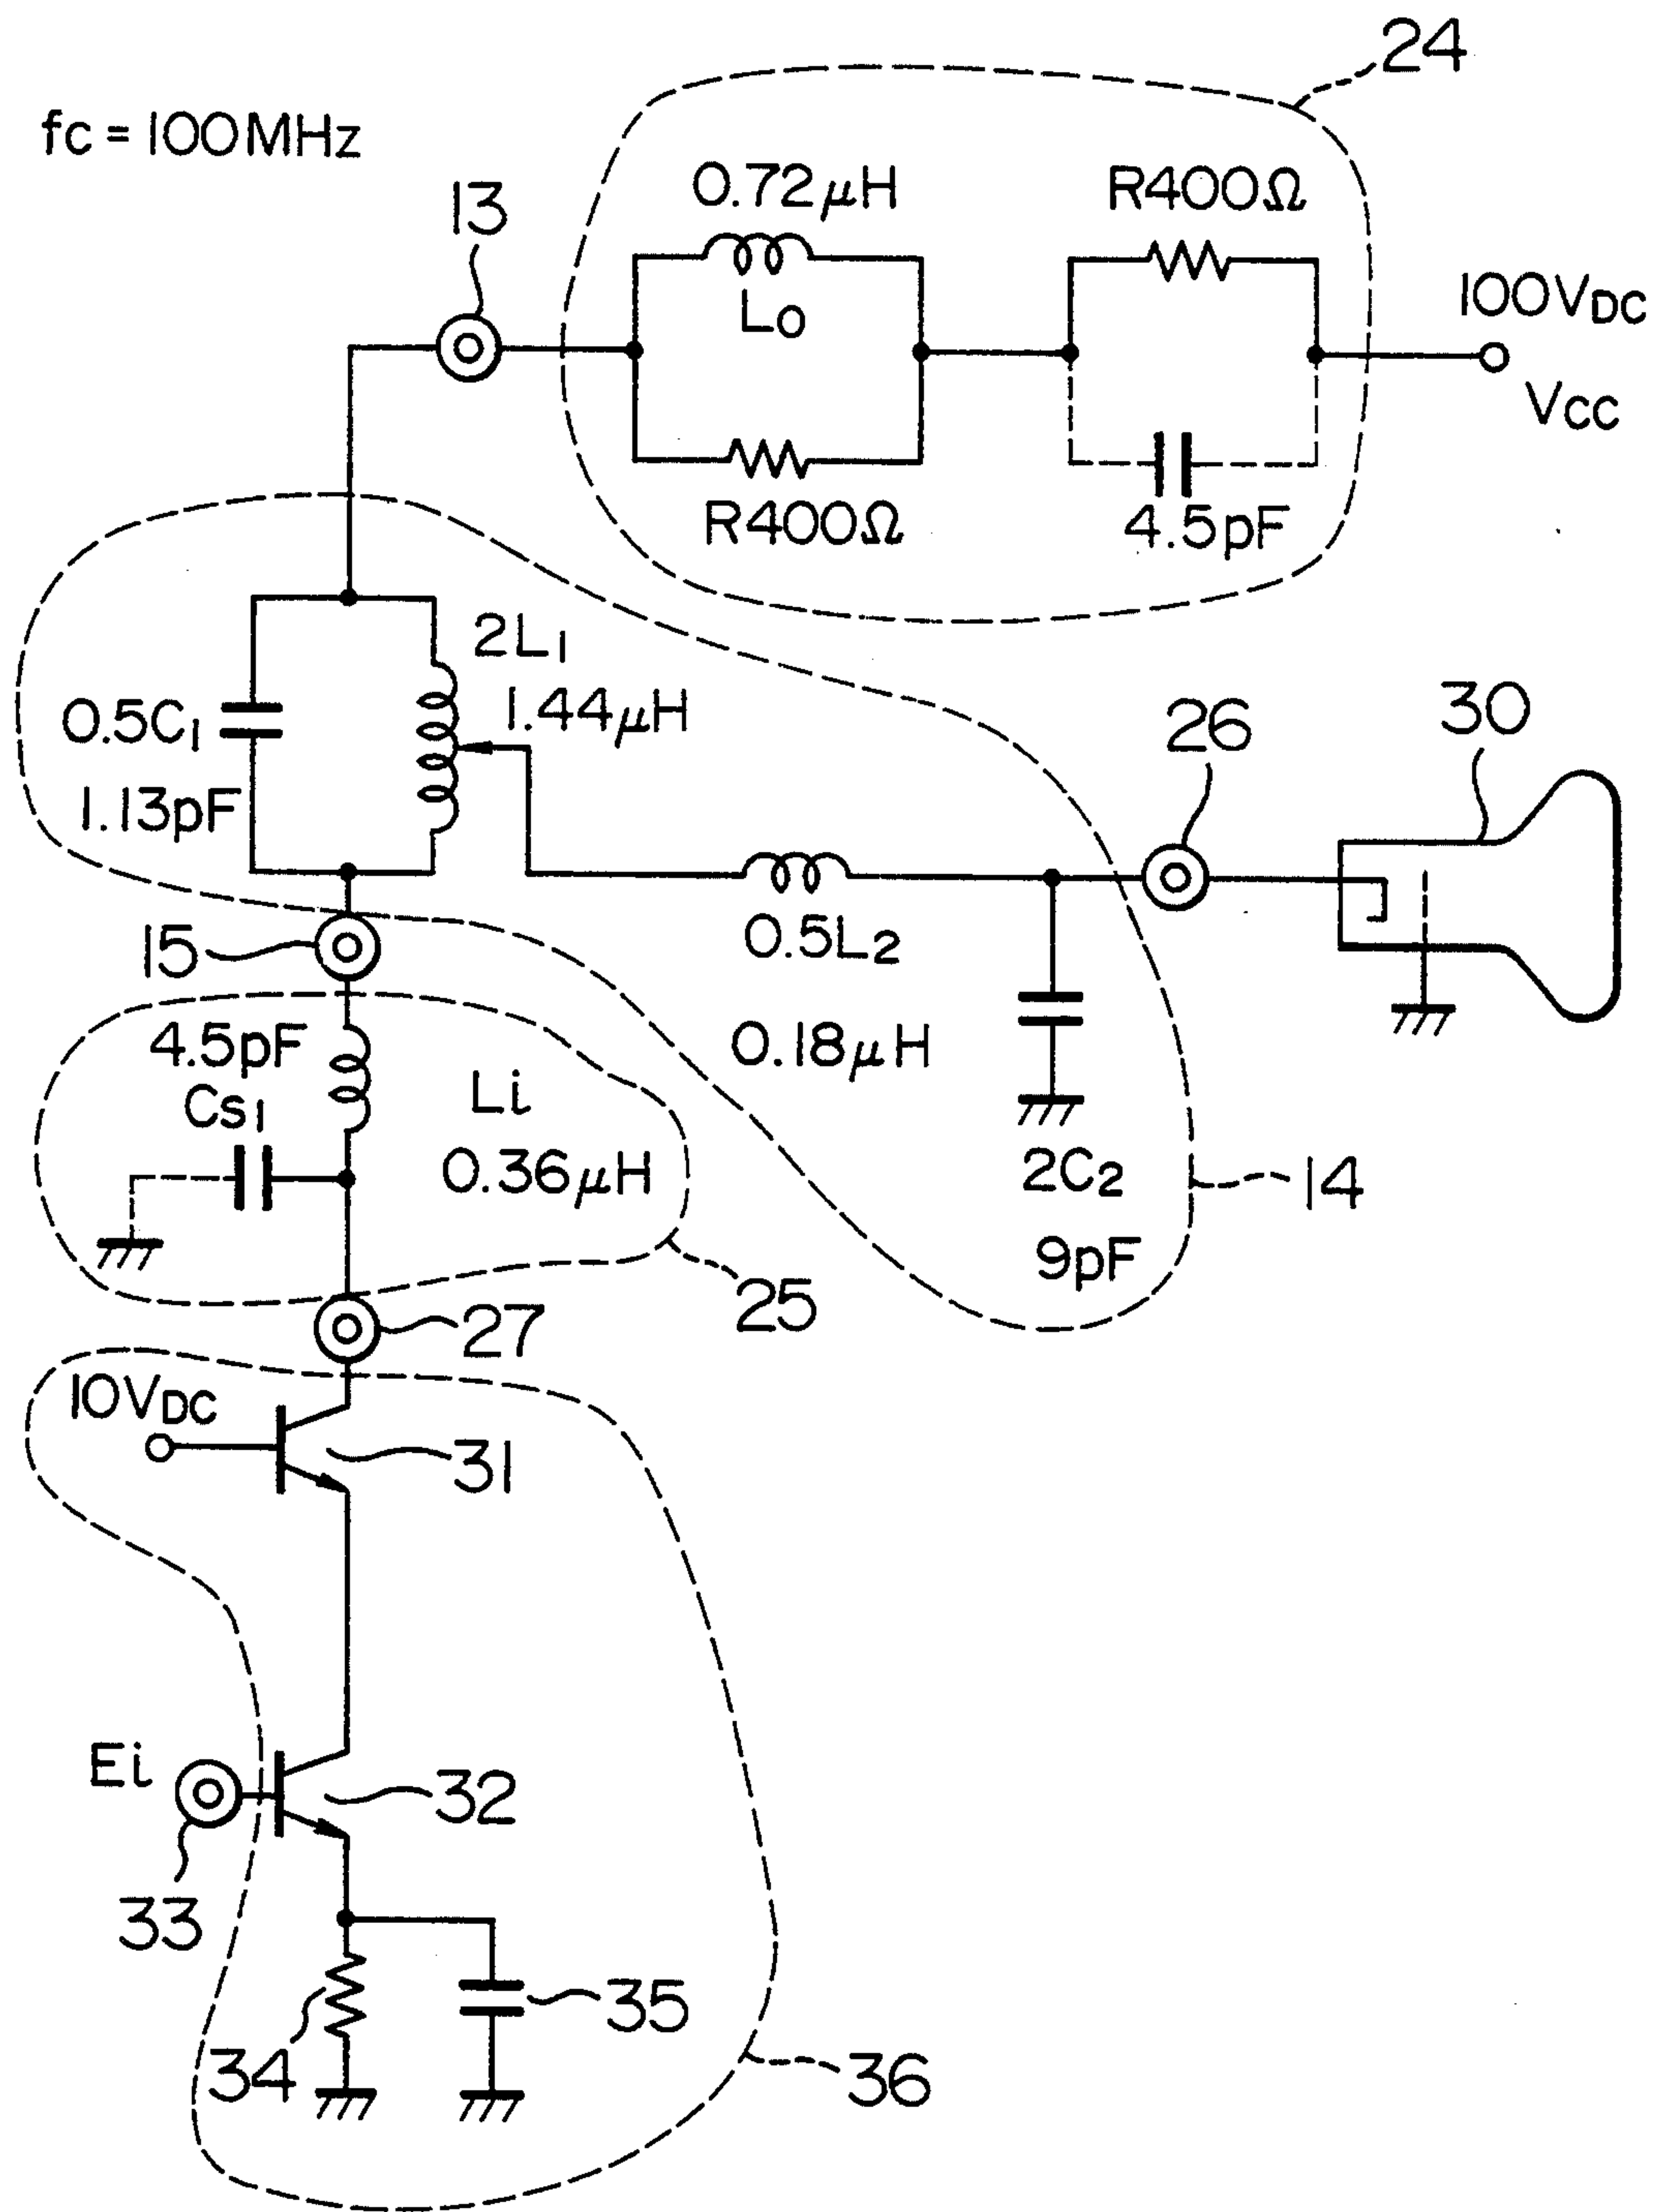 24
fc = 100MHz
0.72μH
R400Ω
13
Lo
100VDC
VCC
R400Ω
4.5pF
2L1
1.44μH
0.5C1
1.13pF
26
30
15
0.5L2
0.18μH
4.5pF
Cs1
Li
0.36μH
2C2
9pF
14
25
27
10VDC
31
Ei
32
33
34
35
36